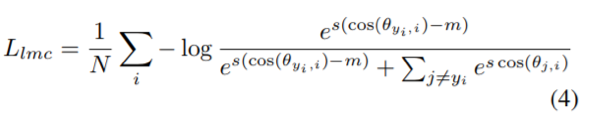 $L_{lmc} = \frac{1}{N} \sum_{i} -\log \frac{e^{s(\cos(\theta_{y_i,i})-m)}}{e^{s(\cos(\theta_{y_i,i})-m)} + \sum_{j \neq y_i} e^{s\cos(\theta_{j,i})}}$
(4)